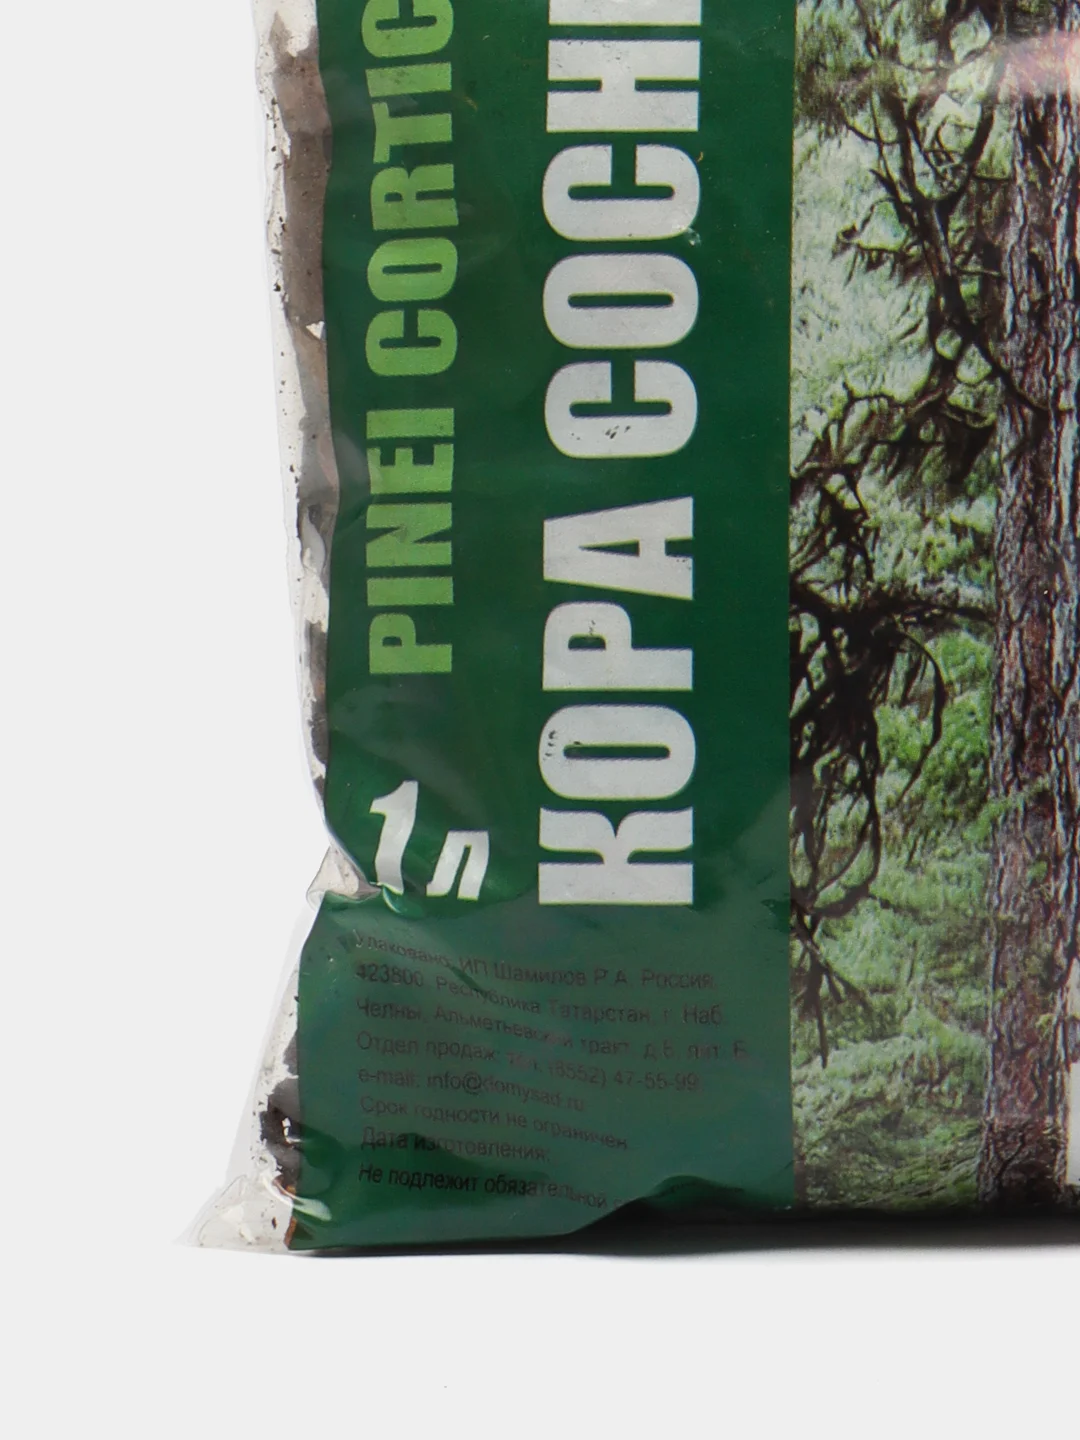 PINEI CORTIC
КОРА СОСН
1 л
Упаковано: ИП Шамилов Р.А. Россия,
423800, Республика Татарстан, г. Наб.
Челны, Альметьевский тракт, д.5, лит. Б
Отдел продаж: Тел. (8552) 47-55-99
e-mail: info@domysad.ru
Срок годности не ограничен
Дата изготовления:
Не подлежит обязательной